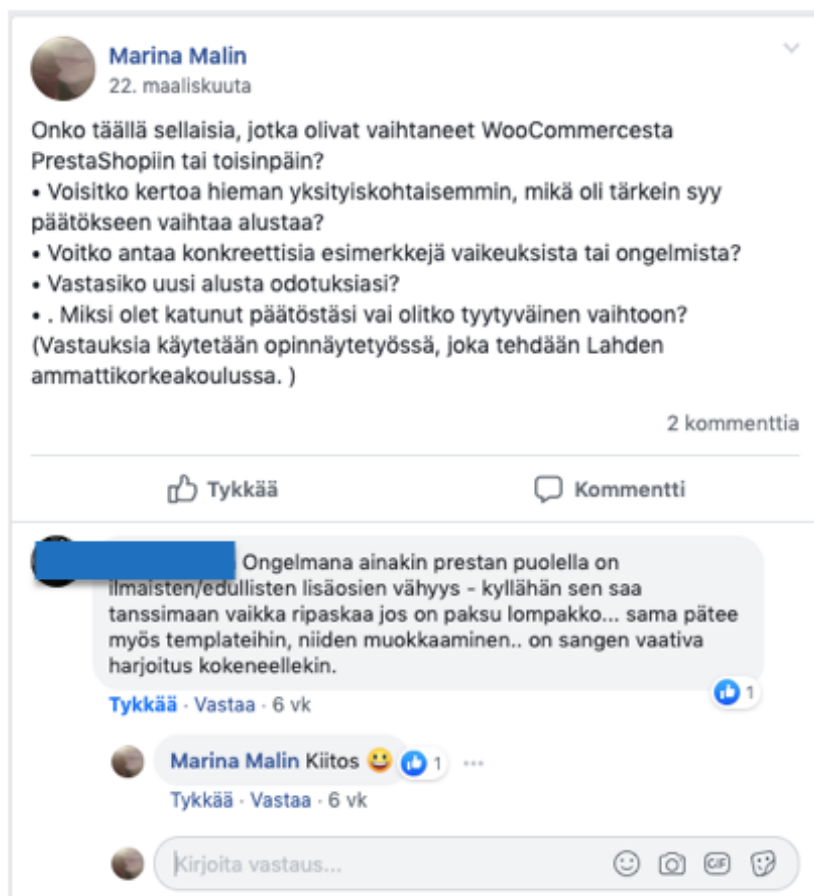 Marina Malin
22. maaliskuuta
Onko täällä sellaisia, jotka olivat vaihtaneet WooCommercesta
PrestaShopiin tai toisinpäin?
• Voisitko kertoa hieman yksityiskohtaisemmin, mikä oli tärkein syy
päätökseen vaihtaa alustaa?
• Voitko antaa konkreettisia esimerkkejä vaikeuksista tai ongelmista?
• Vastasiko uusi alusta odotuksiasi?
• . Miksi olet katunut päätöstäsi vai olitko tyytyväinen vaihtoon?
(Vastauksia käytetään opinnäytetyössä, joka tehdään Lahden
ammattikorkeakoulussa. )
2 kommenttia
Tykkää Kommentti
Ongelmana ainakin prestan puolella on
ilmaisten/edullisten lisäosien vähyys – kyllähän sen saa
tanssimaan vaikka ripaskaa jos on paksu lompakko... sama pätee
myös templateihin, niiden muokkaaminen.. on sangen vaativa
harjoitus kokeneellekin.
1
Tykkää · Vastaa · 6 vk
Marina Malin Kiitos 😀 1
Tykkää · Vastaa · 6 vk
Kirjoita vastaus... GIF